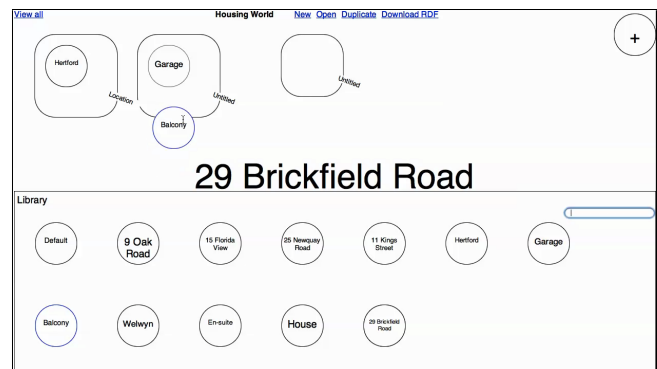 View all
Housing World
New Open Duplicate Download RDF
+
Hertford
Garage
Location
Untitled
Untitled
Balcony
29 Brickfield Road
Library
Default
9 Oak
Road
15 Florida
View
25 Newquay
Road
11 Kings
Street
Hertford
Garage
Balcony
Welwyn
En-suite
House
29 Brickfield
Road